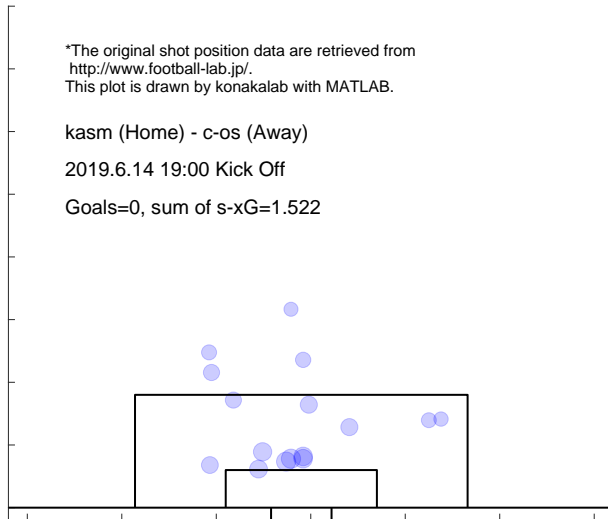 *The original shot position data are retrieved from
http://www.football-lab.jp/.
This plot is drawn by konakalab with MATLAB.
kasm (Home) - c-os (Away)
2019.6.14 19:00 Kick Off
Goals=0, sum of s-xG=1.522